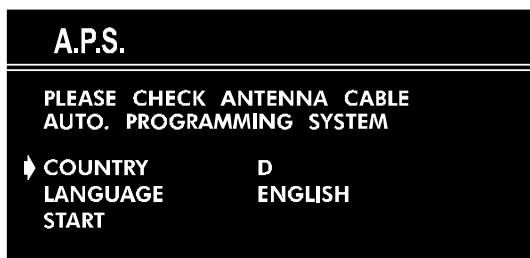 A.P.S.
PLEASE CHECK ANTENNA CABLE
AUTO. PROGRAMMING SYSTEM
COUNTRY D
LANGUAGE ENGLISH
START